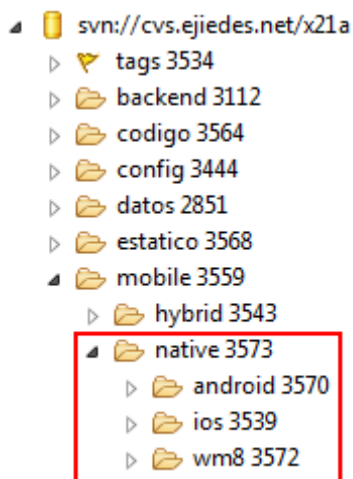 svn://cvs.ejiedes.net/x21a
tags 3534
backend 3112
codigo 3564
config 3444
datos 2851
estatico 3568
mobile 3559
hybrid 3543
native 3573
android 3570
ios 3539
wm8 3572